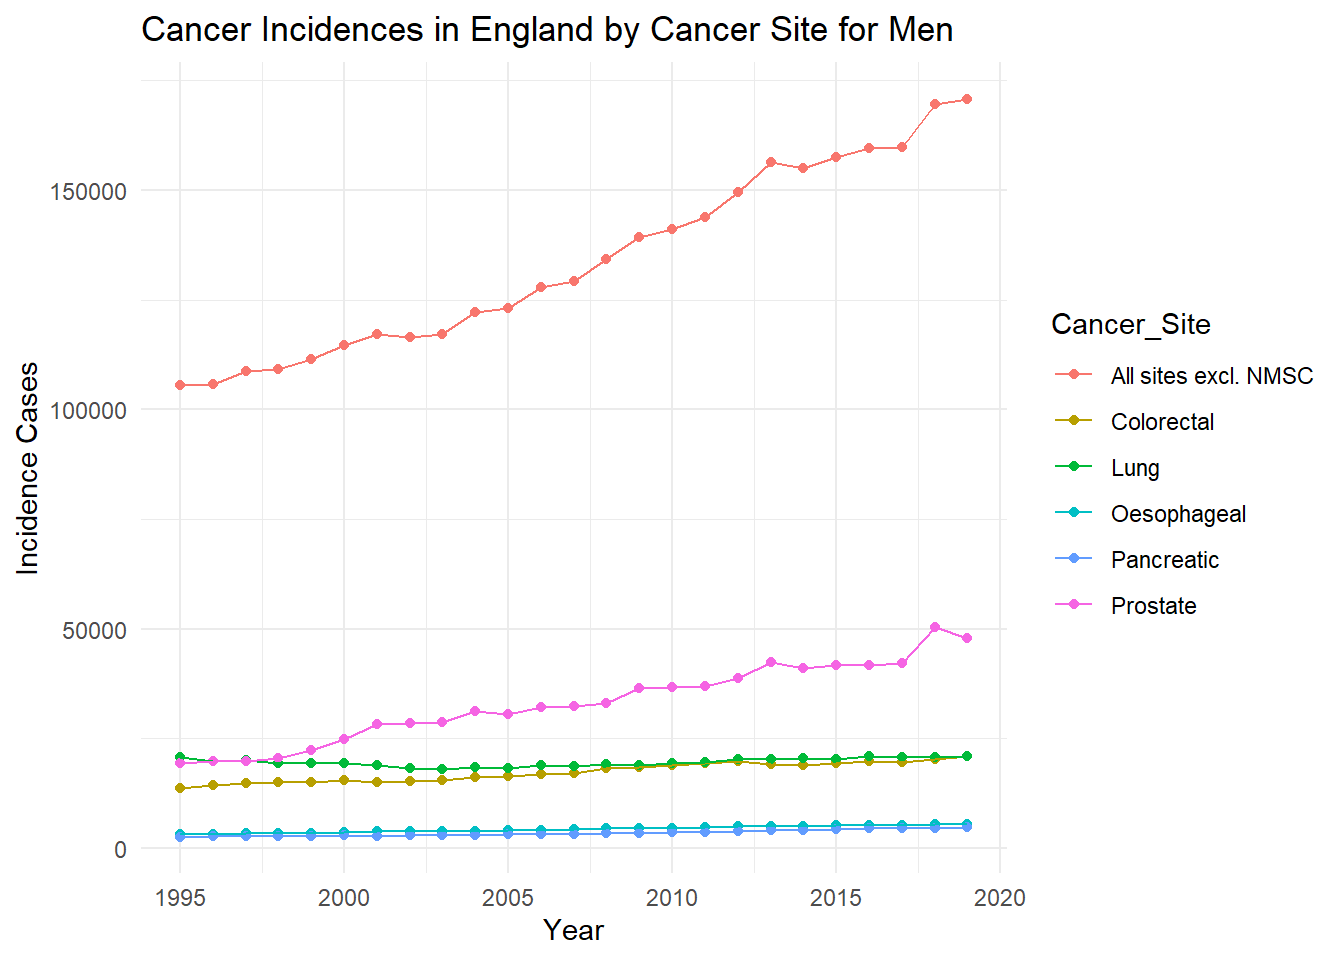 Cancer Incidences in England by Cancer Site for Men
Incidence Cases
150000
100000
50000
0
1995 2000 2005 2010 2015 2020
Year
Cancer_Site
All sites excl. NMSC
Colorectal
Lung
Oesophageal
Pancreatic
Prostate